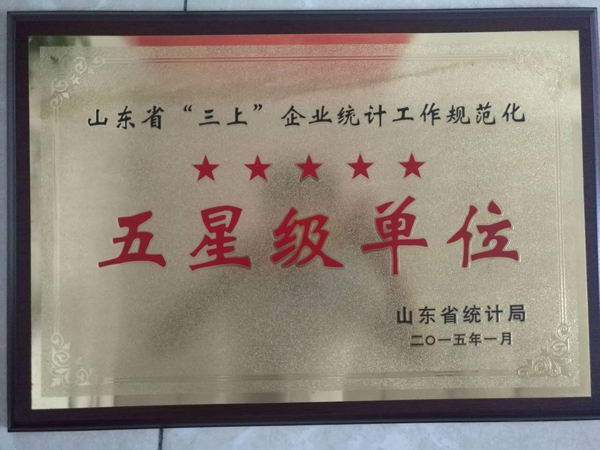 山东省“三上”企业统计工作规范化
★★★★★
五星级单位
山东省统计局
二〇一五年一月